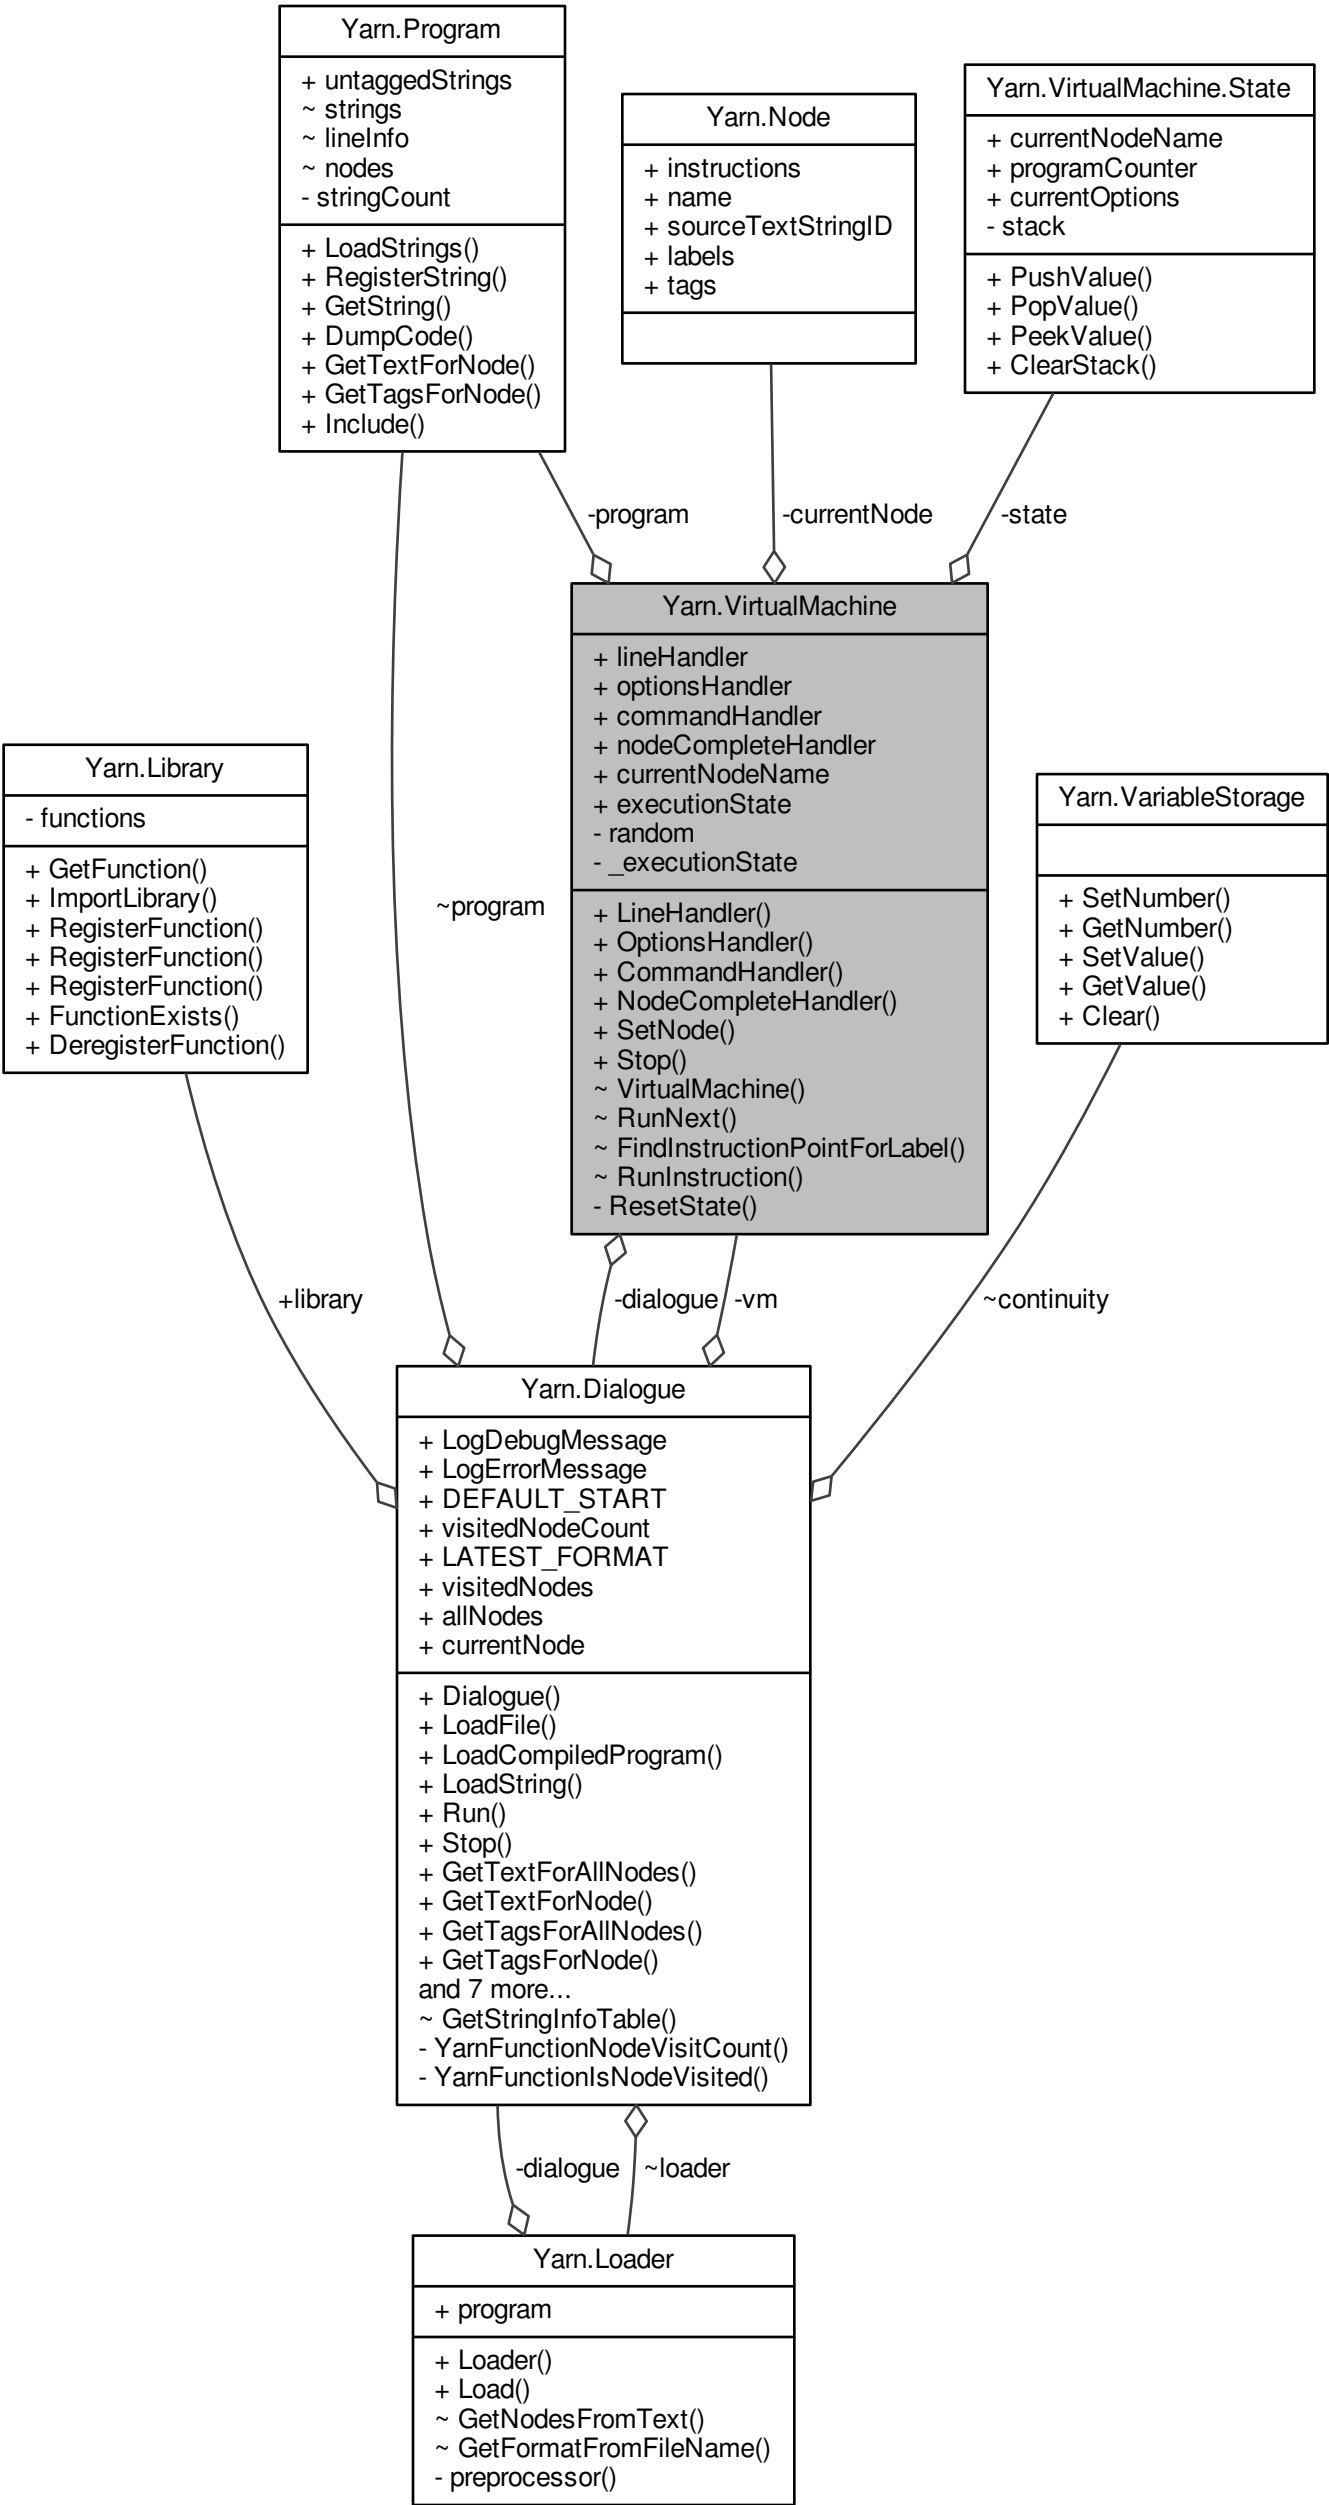 Yarn.Program
+ untaggedStrings
~ strings
~ lineInfo
~ nodes
- stringCount
+ LoadStrings()
+ RegisterString()
+ GetString()
+ DumpCode()
+ GetTextForNode()
+ GetTagsForNode()
+ Include()
Yarn.Node
+ instructions
+ name
+ sourceTextStringID
+ labels
+ tags
Yarn.VirtualMachine.State
+ currentNodeName
+ programCounter
+ currentOptions
- stack
+ PushValue()
+ PopValue()
+ PeekValue()
+ ClearStack()
-program
-currentNode
-state
Yarn.VirtualMachine
+ lineHandler
+ optionsHandler
+ commandHandler
+ nodeCompleteHandler
+ currentNodeName
+ executionState
- random
- _executionState
+ LineHandler()
+ OptionsHandler()
+ CommandHandler()
+ NodeCompleteHandler()
+ SetNode()
+ Stop()
~ VirtualMachine()
~ RunNext()
~ FindInstructionPointForLabel()
~ RunInstruction()
- ResetState()
Yarn.Library
- functions
+ GetFunction()
+ ImportLibrary()
+ RegisterFunction()
+ RegisterFunction()
+ RegisterFunction()
+ FunctionExists()
+ DeregisterFunction()
~program
Yarn.VariableStorage
+ SetNumber()
+ GetNumber()
+ SetValue()
+ GetValue()
+ Clear()
+library
-dialogue
-vm
~continuity
Yarn.Dialogue
+ LogDebugMessage
+ LogErrorMessage
+ DEFAULT_START
+ visitedNodeCount
+ LATEST_FORMAT
+ visitedNodes
+ allNodes
+ currentNode
+ Dialogue()
+ LoadFile()
+ LoadCompiledProgram()
+ LoadString()
+ Run()
+ Stop()
+ GetTextForAllNodes()
+ GetTextForNode()
+ GetTagsForAllNodes()
+ GetTagsForNode()
and 7 more...
~ GetStringInfoTable()
- YarnFunctionNodeVisitCount()
- YarnFunctionIsNodeVisited()
-dialogue
~loader
Yarn.Loader
+ program
+ Loader()
+ Load()
~ GetNodesFromText()
~ GetFormatFromFileName()
- preprocessor()